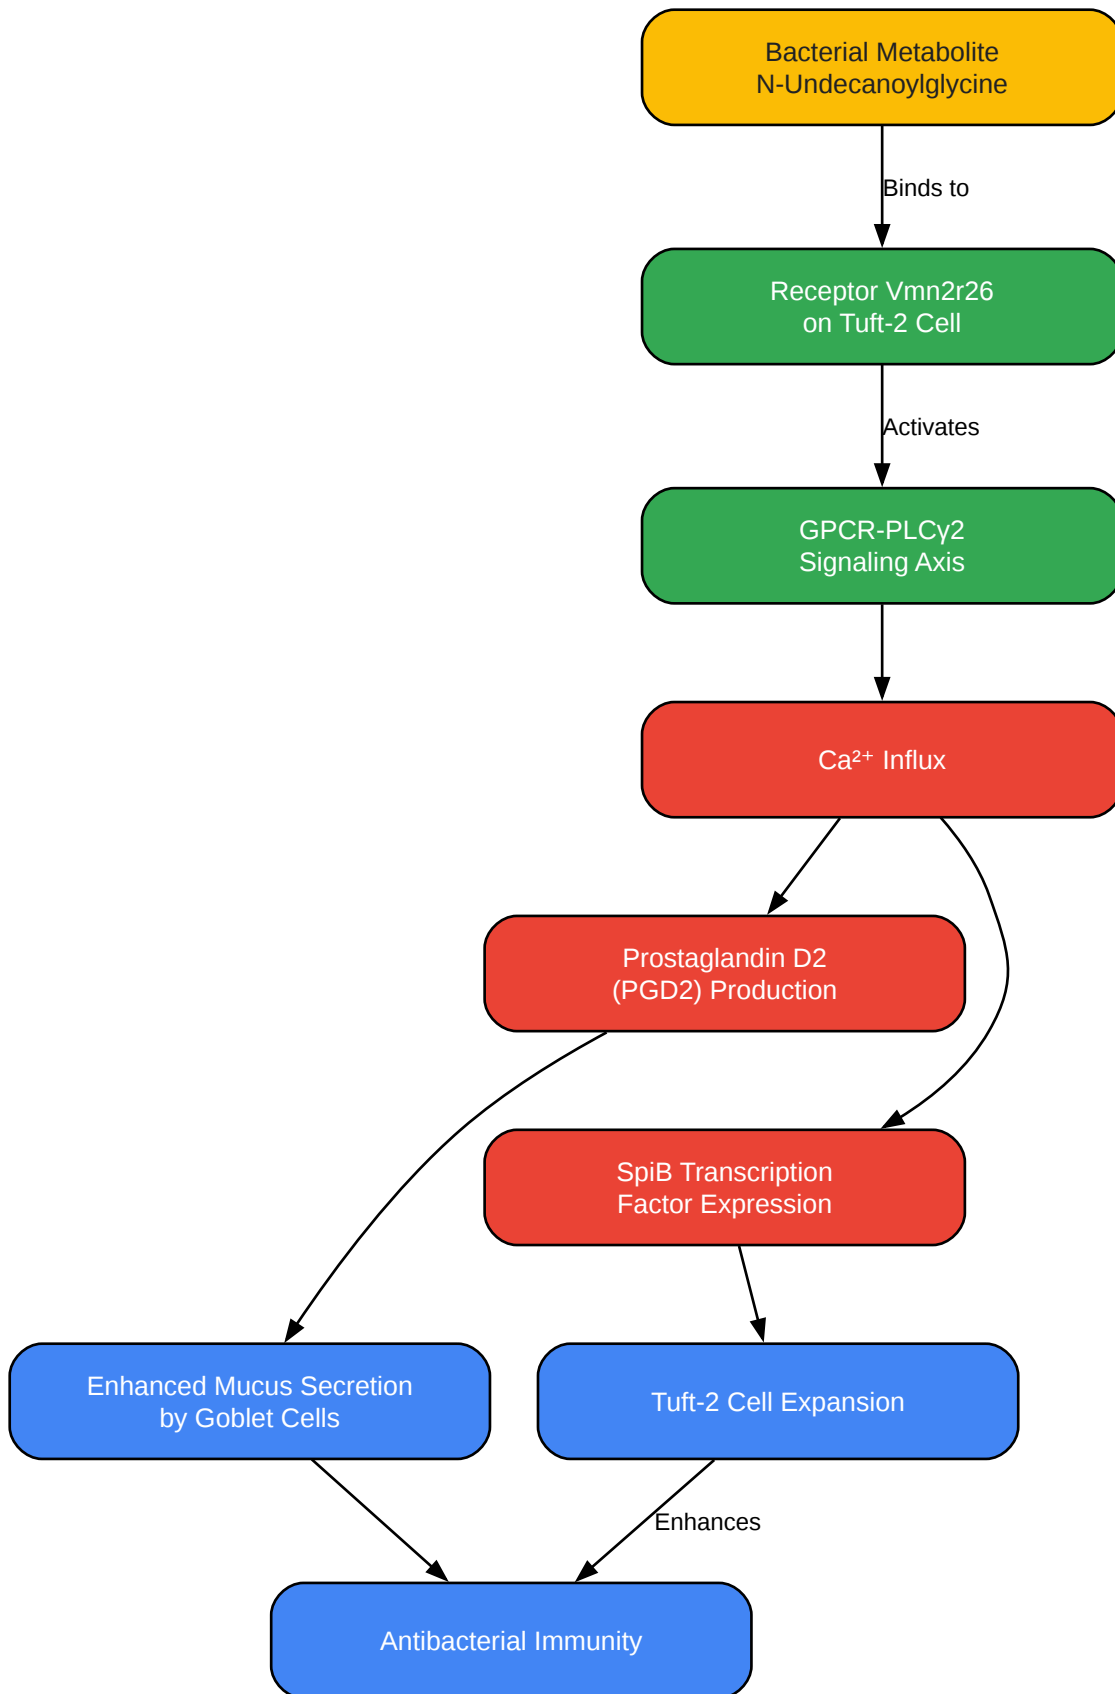 Bacterial Metabolite
N-Undecanoylglycine
Binds to
Receptor Vmn2r26
on Tuft-2 Cell
Activates
GPCR-PLCγ2
Signaling Axis
Ca²⁺ Influx
Prostaglandin D2
(PGD2) Production
SpiB Transcription
Factor Expression
Enhanced Mucus Secretion
by Goblet Cells
Tuft-2 Cell Expansion
Enhances
Antibacterial Immunity